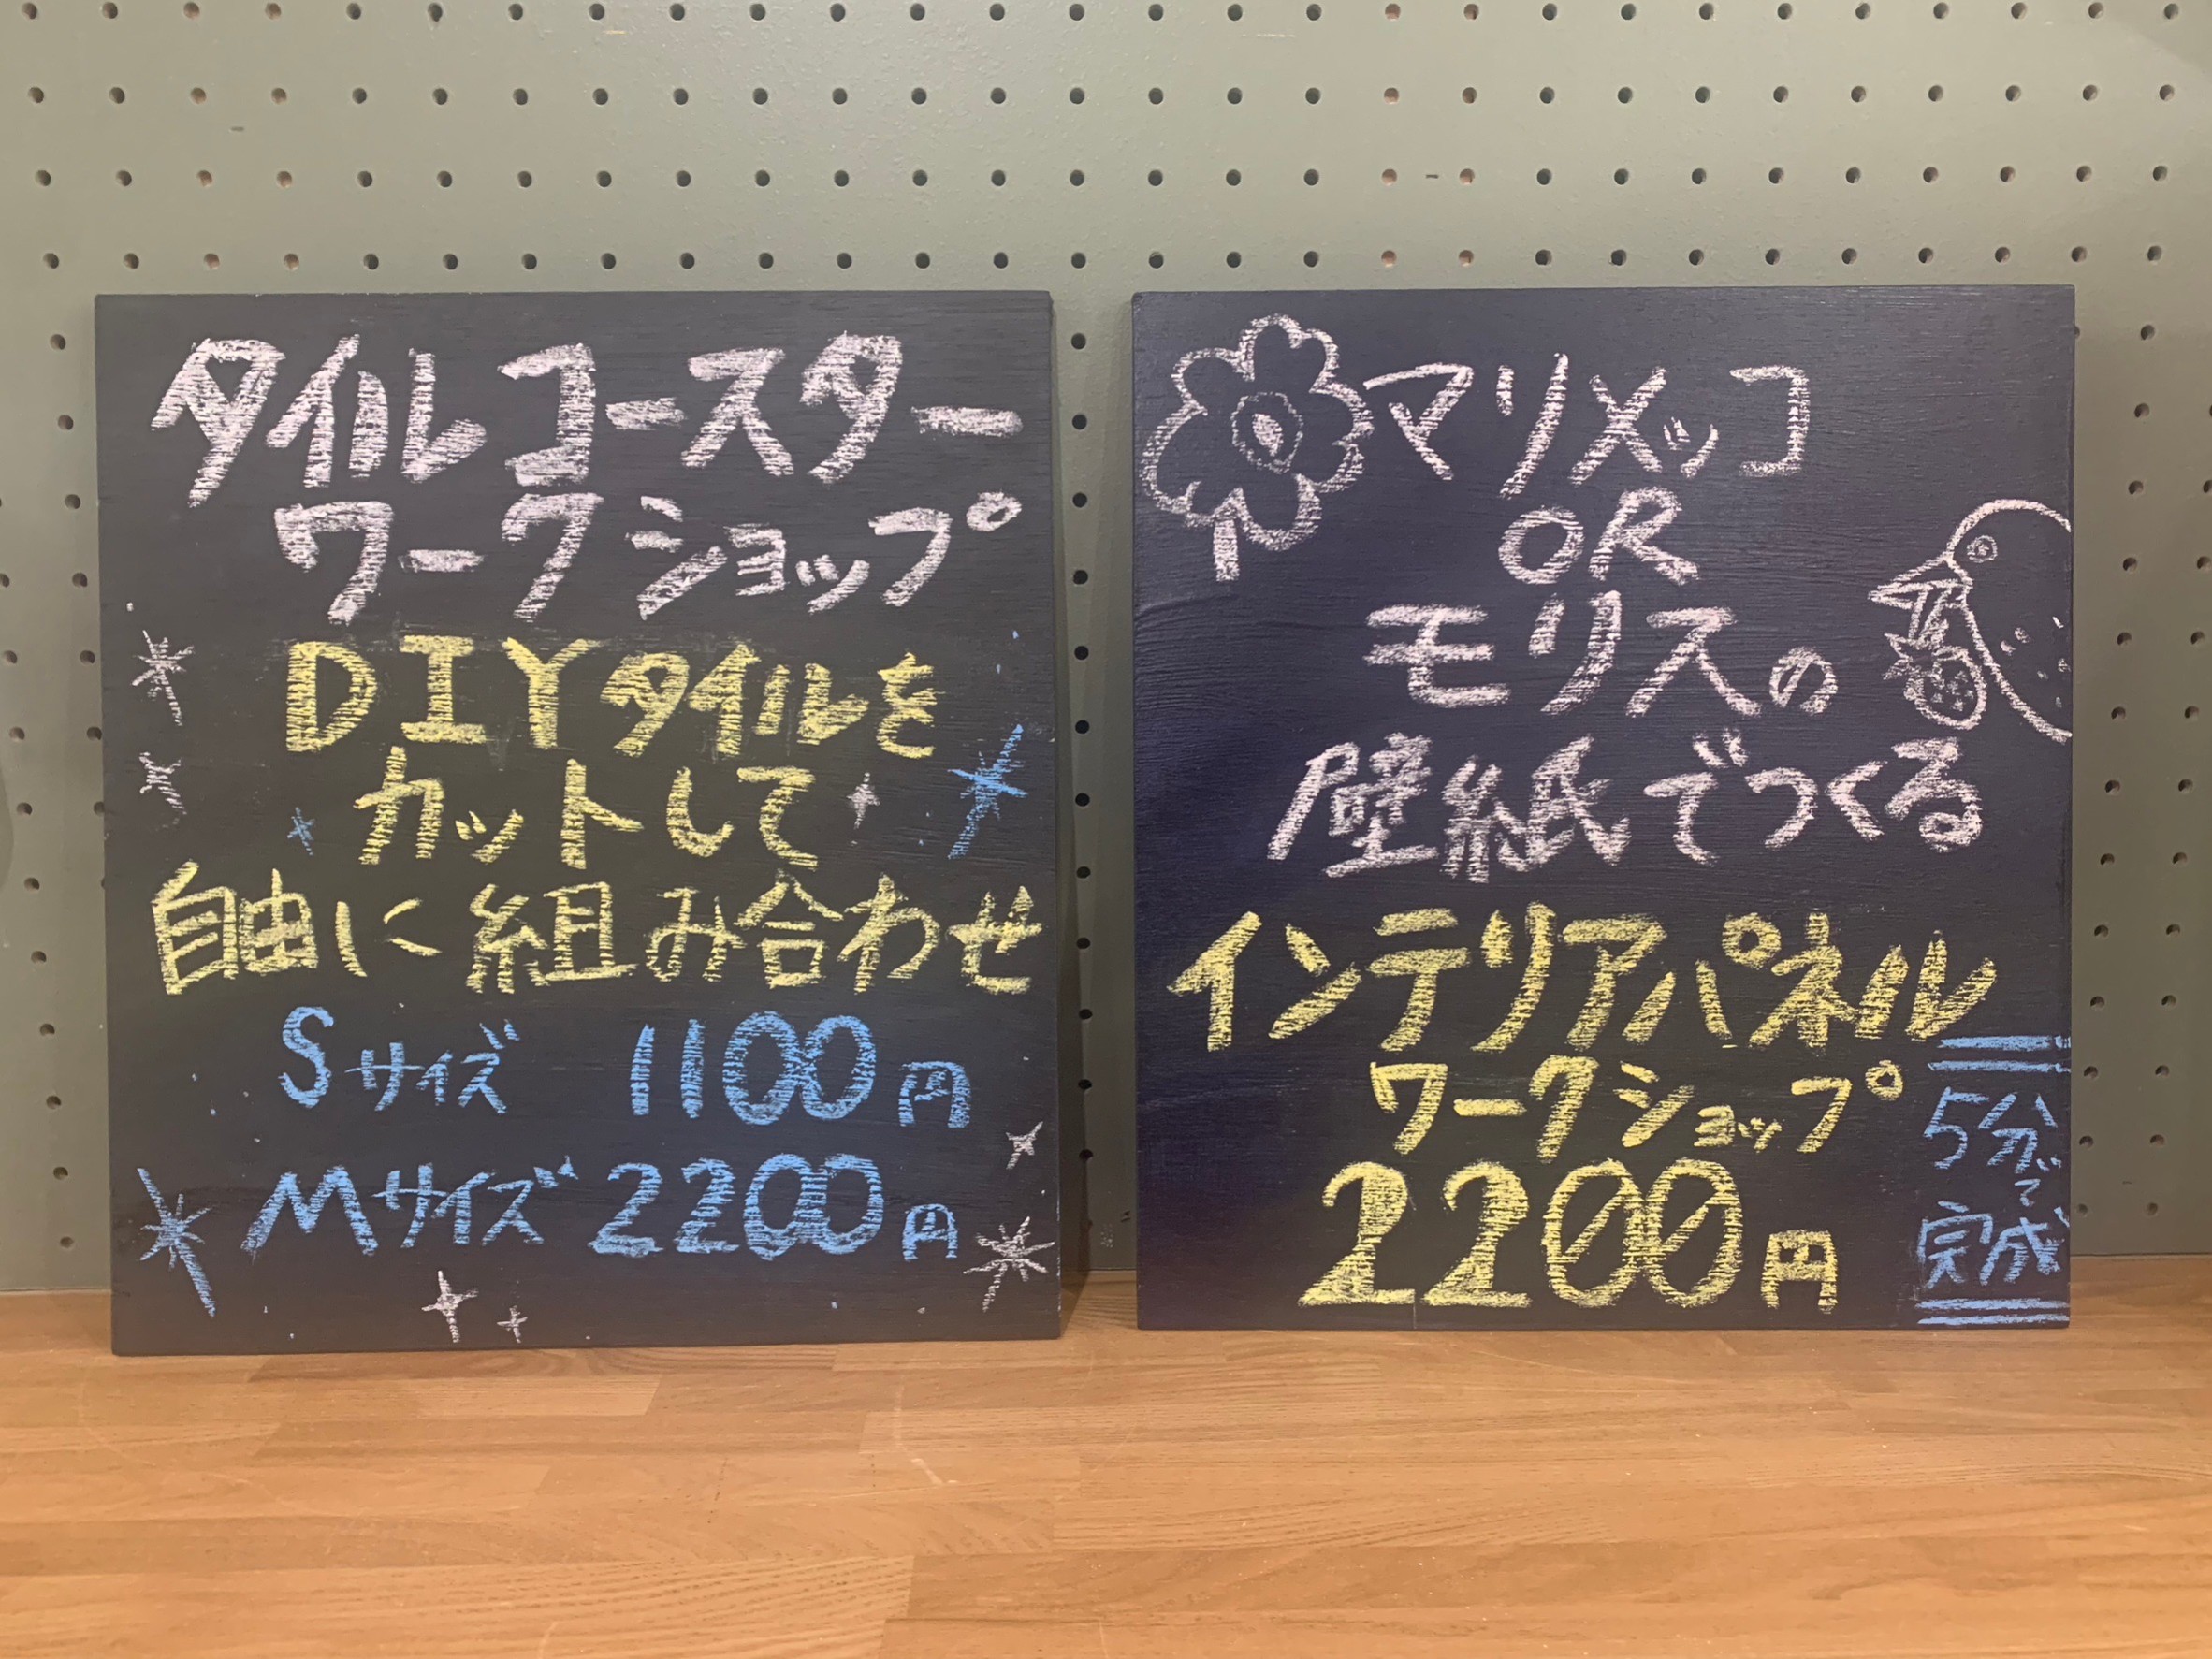 タイルコースター
ワークショップ
DIYタイルを
カットして
自由に組み合わせ
Sサイズ 1100円
Mサイズ 2200円
マリメッコ
OR
モリスの
壁紙でつくる
インテリアパネル
ワークショップ
2200円
5分で
完成